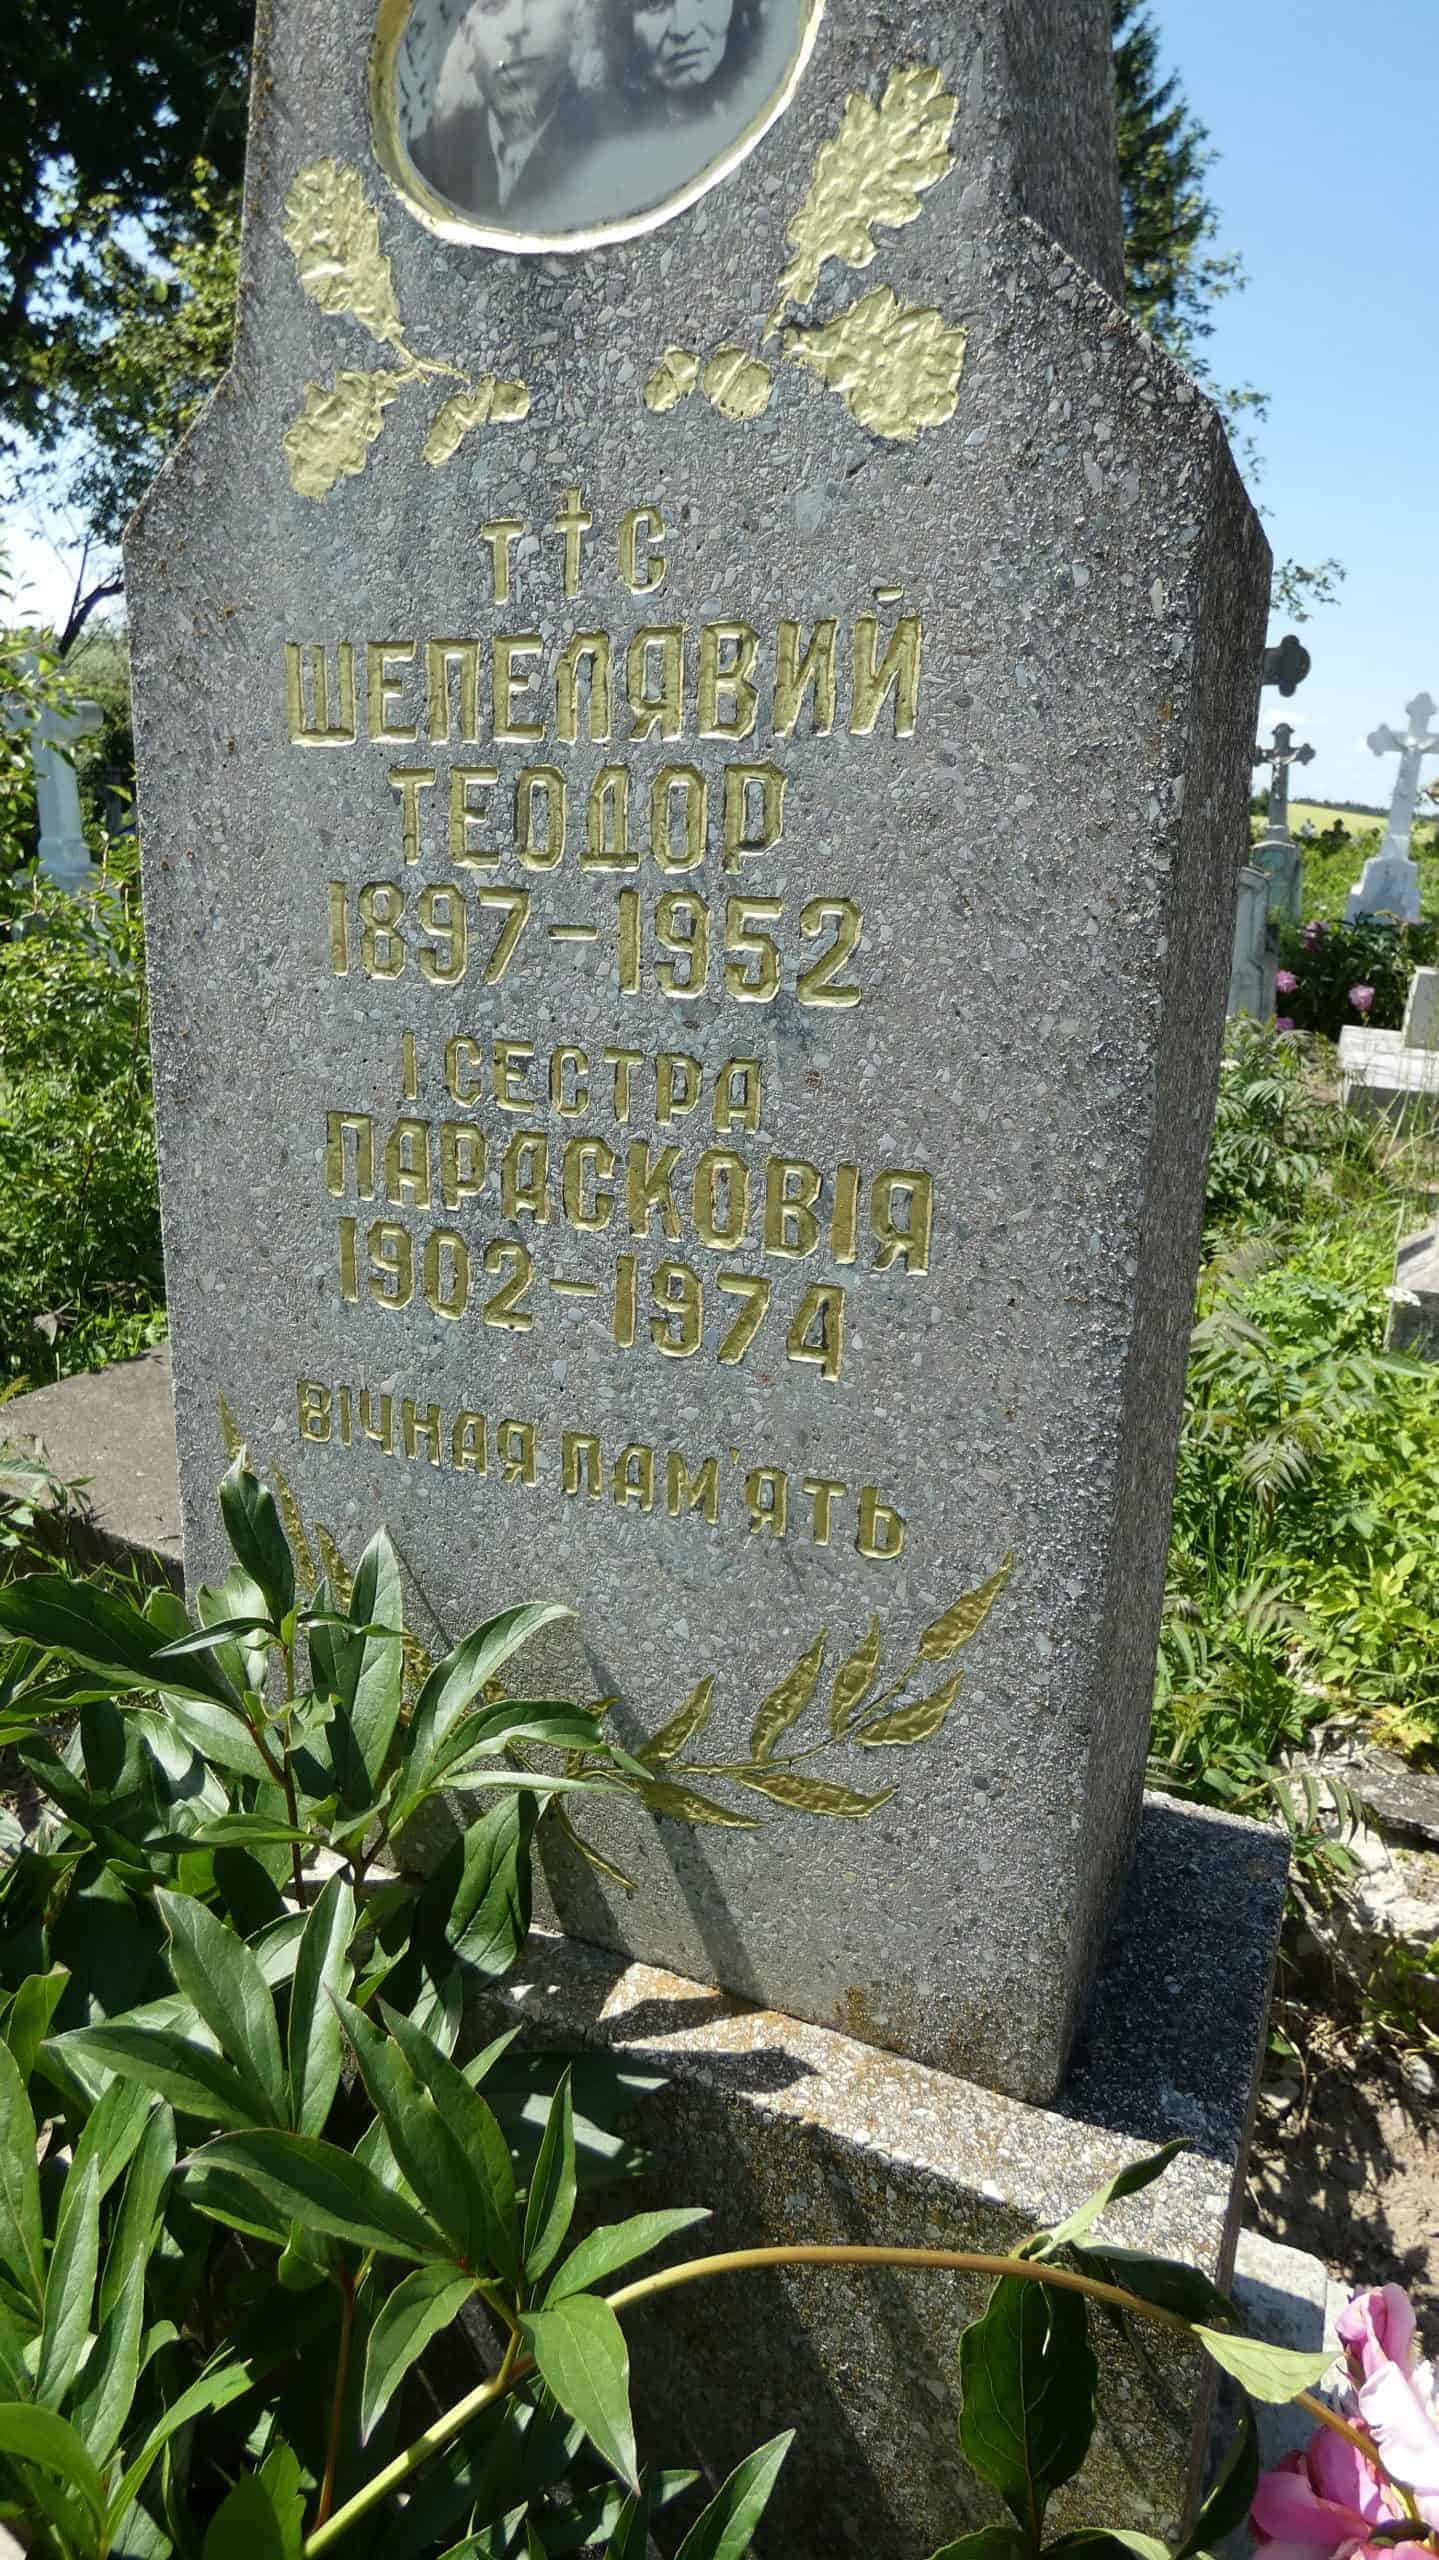 Т † С
ШЕПЕЛЯВИЙ
ТЕОДОР
1897–1952
І СЕСТРА
ПАРАСКОВІЯ
1902–1974
ВІЧНАЯ ПАМ'ЯТЬ